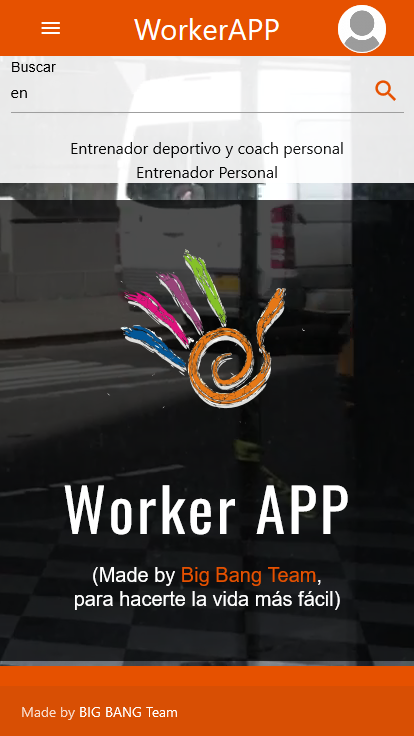 WorkerAPP
Buscar
en
Entrenador deportivo y coach personal
Entrenador Personal
Worker APP
(Made by Big Bang Team,
para hacerte la vida más fácil)
Made by BIG BANG Team